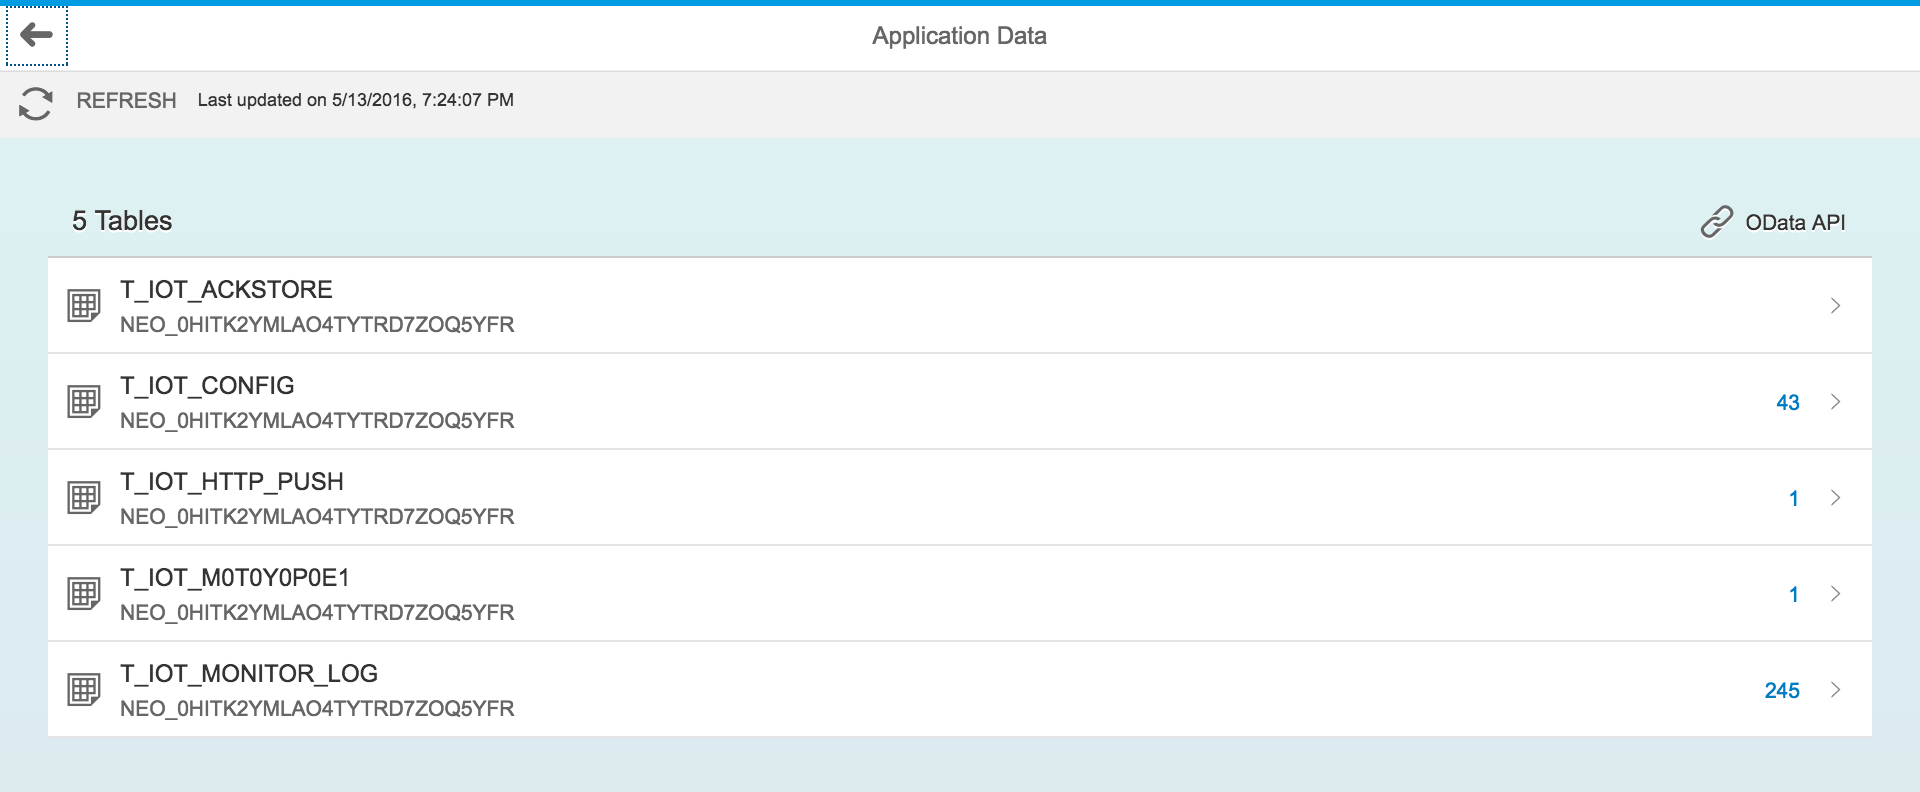 Application Data
REFRESH Last updated on 5/13/2016, 7:24:07 PM
5 Tables OData API
T_IOT_ACKSTORE
NEO_0HITK2YMLAO4TYTRD7ZOQ5YFR
T_IOT_CONFIG
NEO_0HITK2YMLAO4TYTRD7ZOQ5YFR
43
T_IOT_HTTP_PUSH
NEO_0HITK2YMLAO4TYTRD7ZOQ5YFR
1
T_IOT_M0T0Y0P0E1
NEO_0HITK2YMLAO4TYTRD7ZOQ5YFR
1
T_IOT_MONITOR_LOG
NEO_0HITK2YMLAO4TYTRD7ZOQ5YFR
245